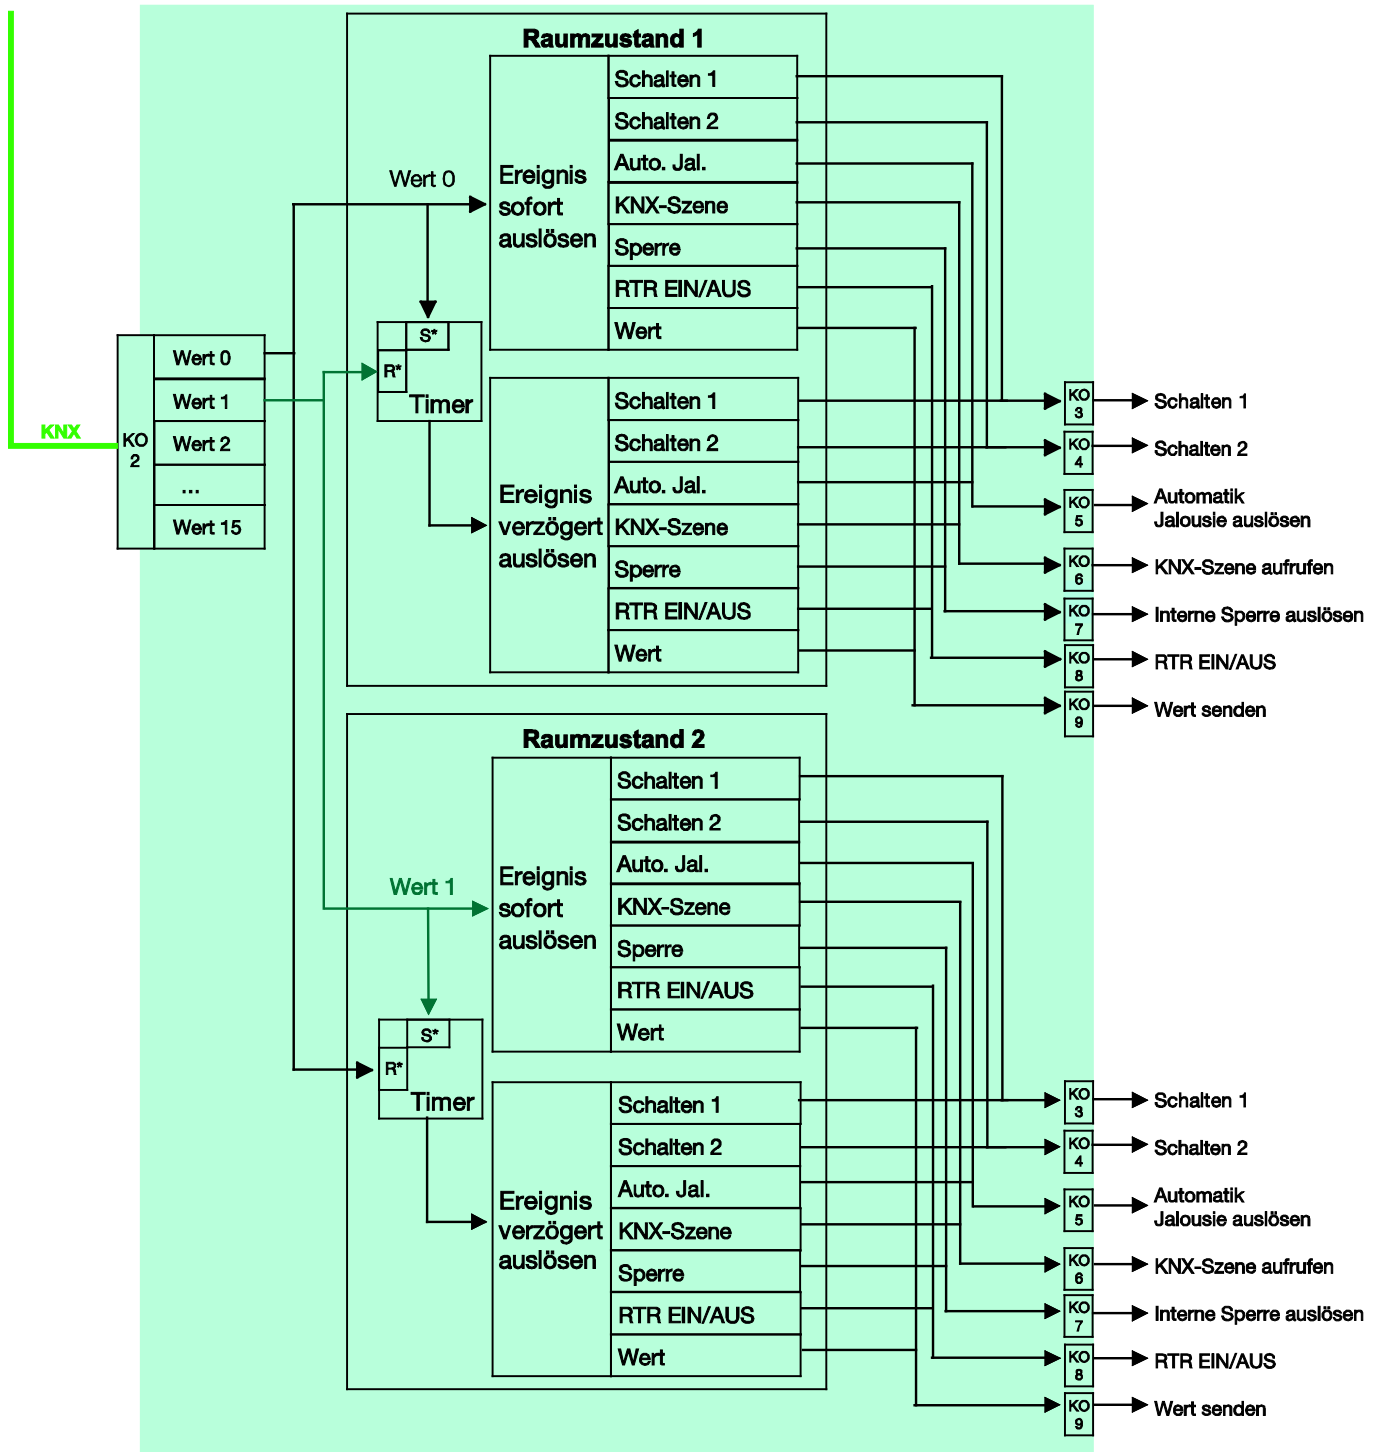 KNX
KO
2
Wert 0
Wert 1
Wert 2
...
Wert 15
Raumzustand 1
Wert 0
S*
R*
Timer
Ereignis
sofort
auslösen
Schalten 1
Schalten 2
Auto. Jal.
KNX-Szene
Sperre
RTR EIN/AUS
Wert
Ereignis
verzögert
auslösen
Schalten 1
Schalten 2
Auto. Jal.
KNX-Szene
Sperre
RTR EIN/AUS
Wert
KO
3
Schalten 1
KO
4
Schalten 2
KO
5
Automatik
Jalousie auslösen
KO
6
KNX-Szene aufrufen
KO
7
Interne Sperre auslösen
KO
8
RTR EIN/AUS
KO
9
Wert senden
Raumzustand 2
Wert 1
S*
R*
Timer
Ereignis
sofort
auslösen
Schalten 1
Schalten 2
Auto. Jal.
KNX-Szene
Sperre
RTR EIN/AUS
Wert
Ereignis
verzögert
auslösen
Schalten 1
Schalten 2
Auto. Jal.
KNX-Szene
Sperre
RTR EIN/AUS
Wert
KO
3
Schalten 1
KO
4
Schalten 2
KO
5
Automatik
Jalousie auslösen
KO
6
KNX-Szene aufrufen
KO
7
Interne Sperre auslösen
KO
8
RTR EIN/AUS
KO
9
Wert senden